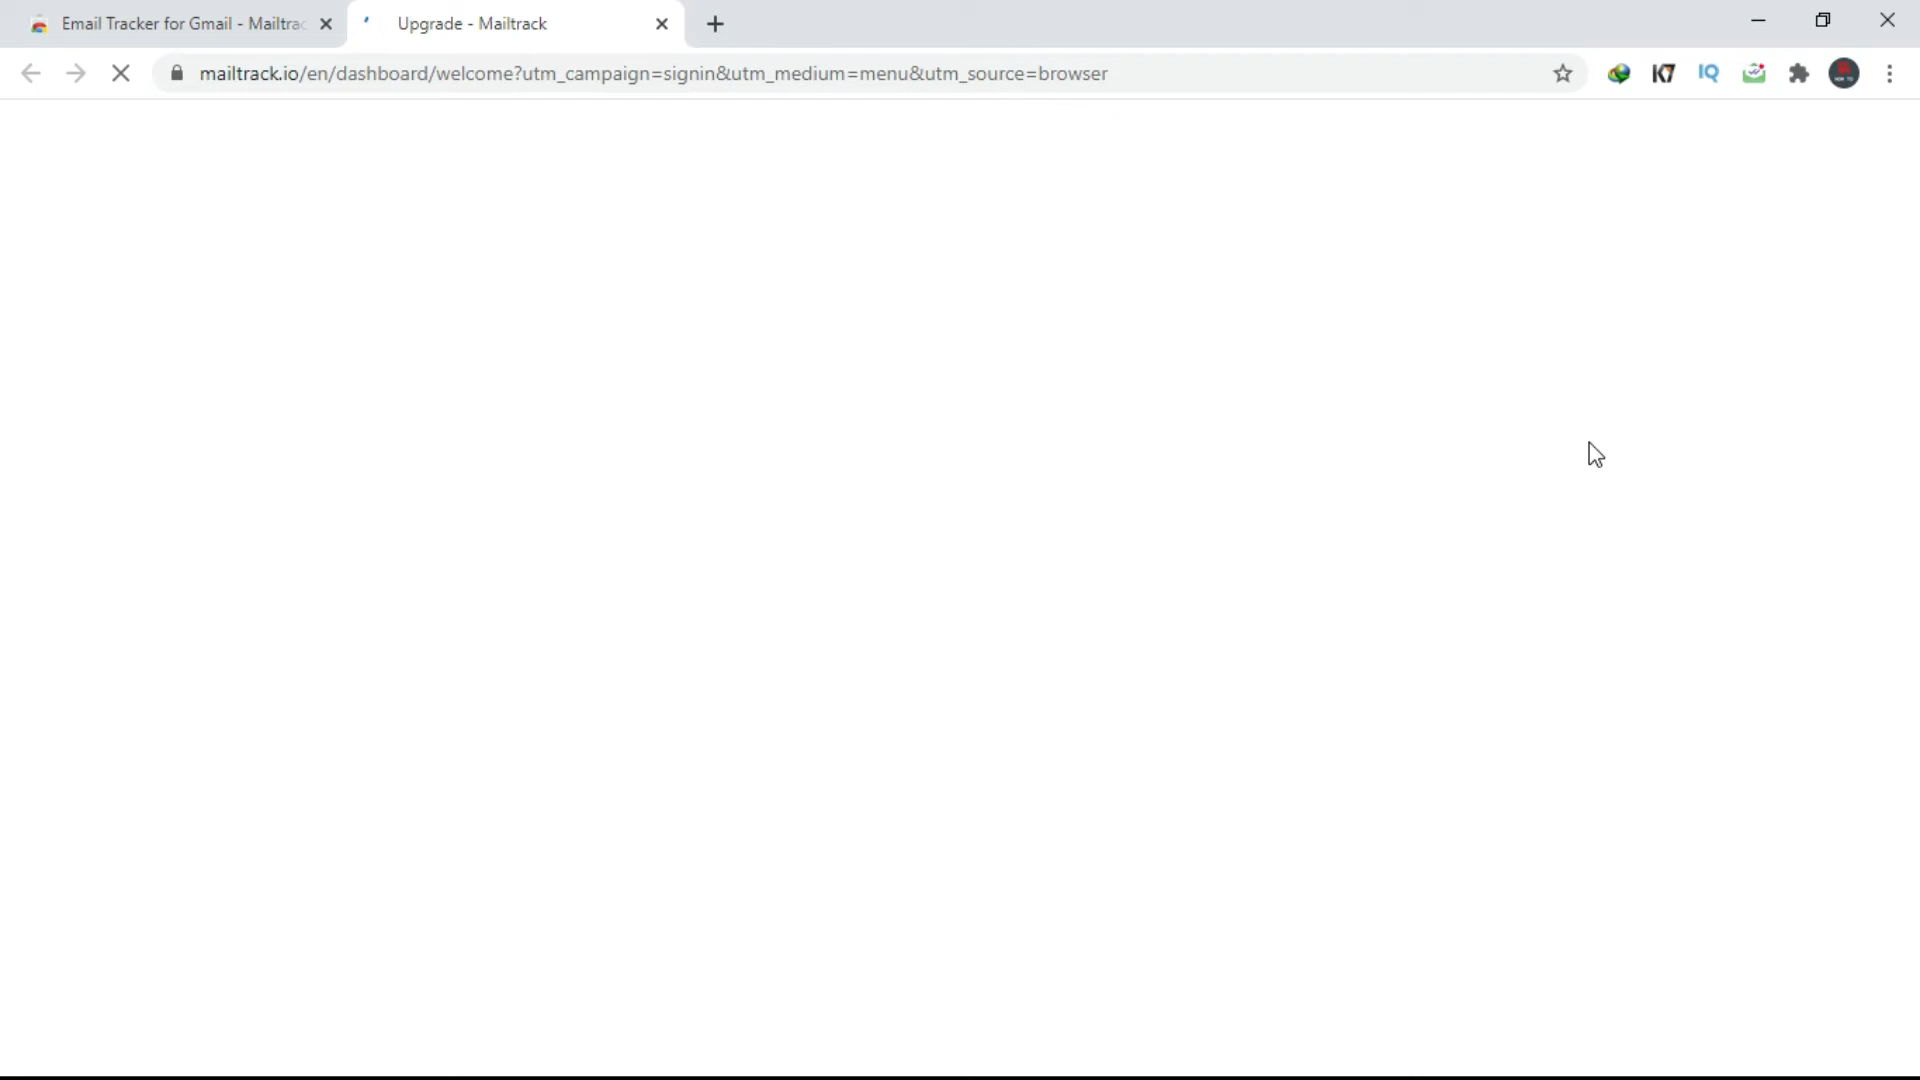 Email Tracker for Gmail - Mailtrac
Upgrade - Mailtrack
mailtrack.io/en/dashboard/welcome?utm_campaign=signin&utm_medium=menu&utm_source=browser
K7
IQ